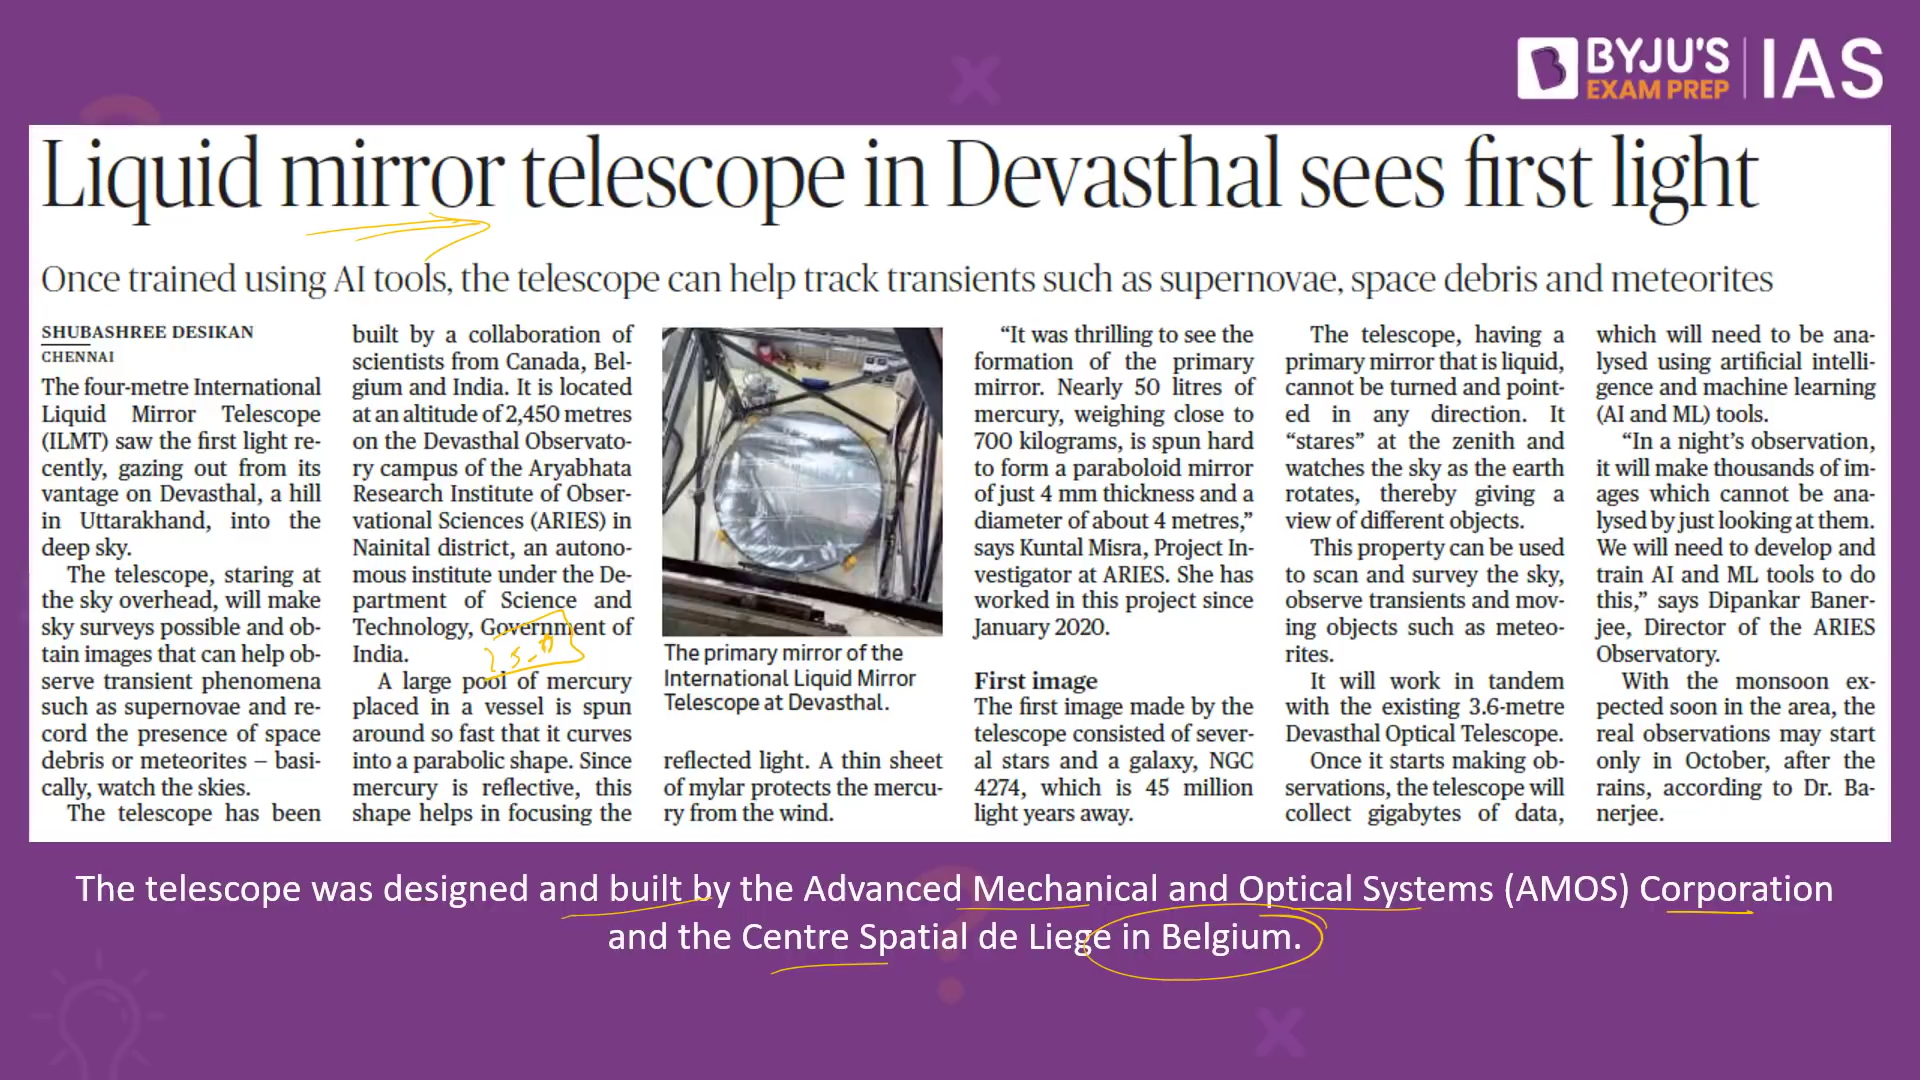 BYJU'S
EXAM PREP
IAS
Liquid mirror telescope in Devasthal sees first light
Once trained using AI tools, the telescope can help track transients such as supernovae, space debris and meteorites
SHUBASHREE DESIKAN
CHENNAI
The four-metre International
Liquid Mirror Telescope
(ILMT) saw the first light re-
cently, gazing out from its
vantage on Devasthal, a hill
in Uttarakhand, into the
deep sky.
The telescope, staring at
the sky overhead, will make
sky surveys possible and ob-
tain images that can help ob-
serve transient phenomena
such as supernovae and re-
cord the presence of space
debris or meteorites – basi-
cally, watch the skies.
The telescope has been
built by a collaboration of
scientists from Canada, Bel-
gium and India. It is located
at an altitude of 2,450 metres
on the Devasthal Observato-
ry campus of the Aryabhata
Research Institute of Obser-
vational Sciences (ARIES) in
Nainital district, an autono-
mous institute under the De-
partment of Science and
Technology, Government of
India.
A large pool of mercury
placed in a vessel is spun
around so fast that it curves
into a parabolic shape. Since
mercury is reflective, this
shape helps in focusing the
The primary mirror of the
International Liquid Mirror
Telescope at Devasthal.
reflected light. A thin sheet
of mylar protects the mercu-
ry from the wind.
“It was thrilling to see the
formation of the primary
mirror. Nearly 50 litres of
mercury, weighing close to
700 kilograms, is spun hard
to form a paraboloid mirror
of just 4 mm thickness and a
diameter of about 4 metres,”
says Kuntal Misra, Project In-
vestigator at ARIES. She has
worked in this project since
January 2020.
First image
The first image made by the
telescope consisted of sever-
al stars and a galaxy, NGC
4274, which is 45 million
light years away.
The telescope, having a
primary mirror that is liquid,
cannot be turned and point-
ed in any direction. It
“stares” at the zenith and
watches the sky as the earth
rotates, thereby giving a
view of different objects.
This property can be used
to scan and survey the sky,
observe transients and mov-
ing objects such as meteo-
rites.
It will work in tandem
with the existing 3.6-metre
Devasthal Optical Telescope.
Once it starts making ob-
servations, the telescope will
collect gigabytes of data,
which will need to be ana-
lysed using artificial intelli-
gence and machine learning
(AI and ML) tools.
“In a night’s observation,
it will make thousands of im-
ages which cannot be ana-
lysed by just looking at them.
We will need to develop and
train AI and ML tools to do
this,” says Dipankar Baner-
jee, Director of the ARIES
Observatory.
With the monsoon ex-
pected soon in the area, the
real observations may start
only in October, after the
rains, according to Dr. Ba-
nerjee.
The telescope was designed and built by the Advanced Mechanical and Optical Systems (AMOS) Corporation
and the Centre Spatial de Liege in Belgium.